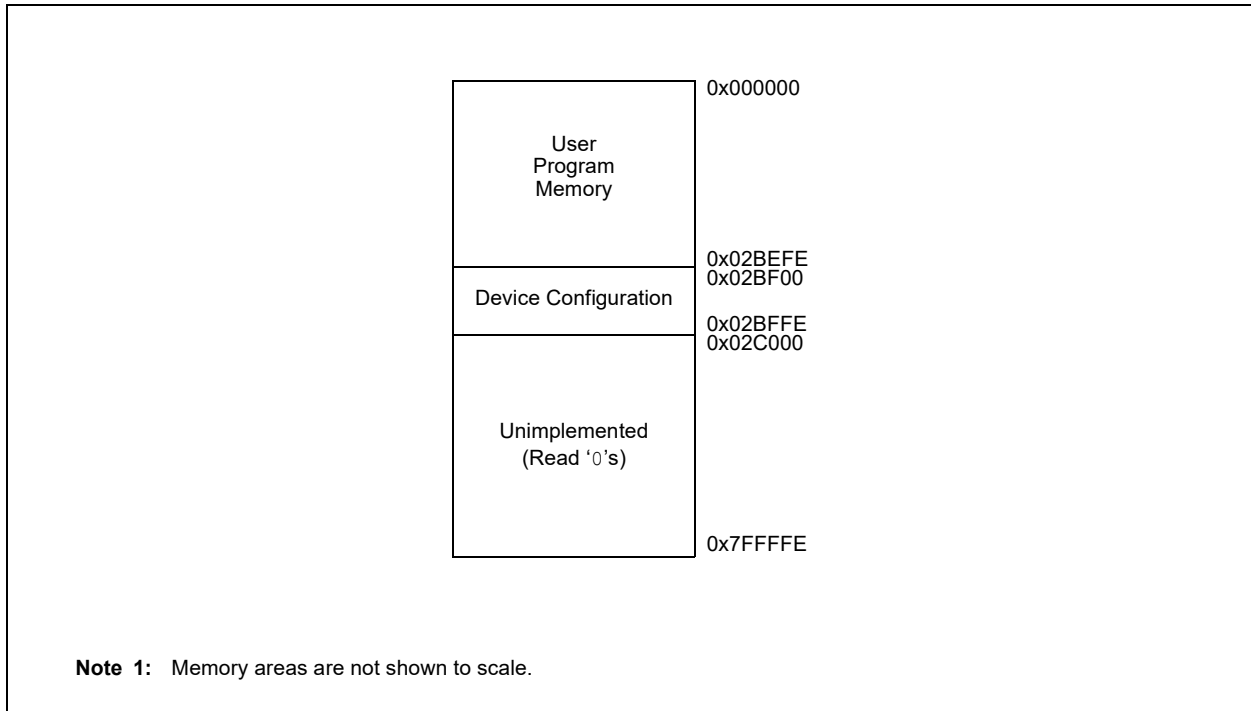 0x000000
User
Program
Memory
0x02BEFE
0x02BF00
Device Configuration
0x02BFFE
0x02C000
Unimplemented
(Read ‘0’s)
0x7FFFFE
Note 1: Memory areas are not shown to scale.